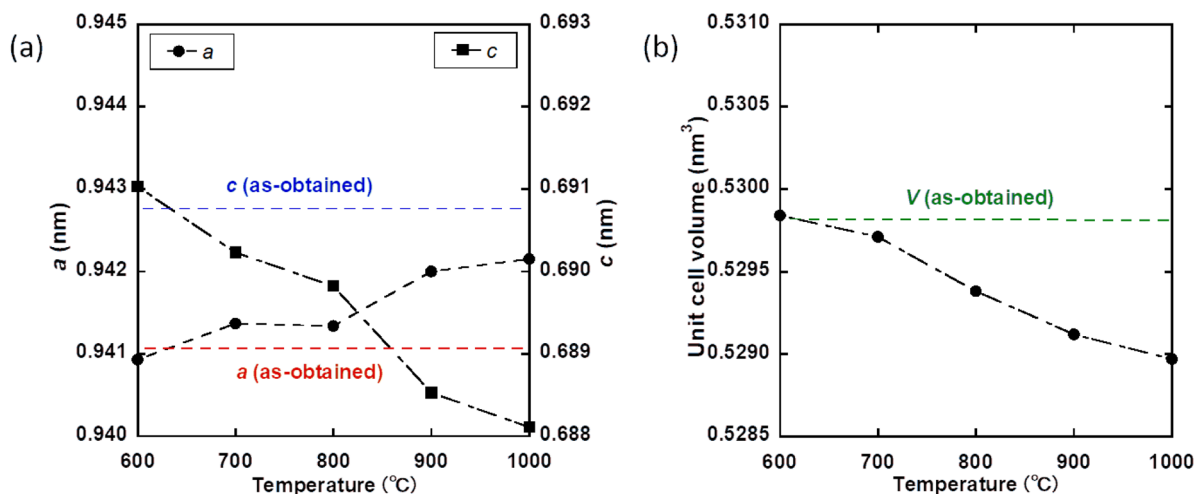 (a)
a
c
0.945
0.944
0.943
0.942
0.941
0.940
a (nm)
0.693
0.692
0.691
0.690
0.689
0.688
c (nm)
c (as-obtained)
a (as-obtained)
600 700 800 900 1000
Temperature (°C)
(b)
0.5310
0.5305
0.5300
0.5295
0.5290
0.5285
Unit cell volume (nm³)
V (as-obtained)
600 700 800 900 1000
Temperature (°C)